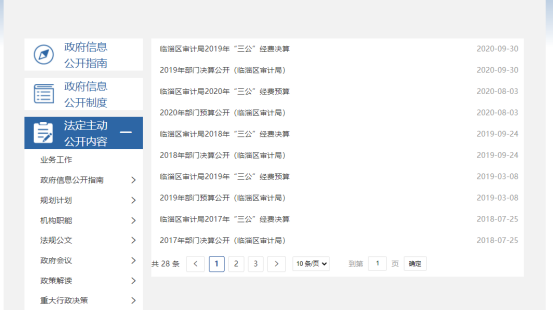 政府信息
公开指南
政府信息
公开制度
法定主动
公开内容
业务工作
政府信息公开指南
规划计划
机构职能
法规公文
政府会议
政策解读
重大行政决策
临淄区审计局2019年“三公”经费决算 2020-09-30
2019年部门决算公开（临淄区审计局） 2020-09-30
临淄区审计局2020年“三公”经费预算 2020-08-03
2020年部门预算公开（临淄区审计局） 2020-08-03
临淄区审计局2018年“三公”经费决算 2019-09-24
2018年部门决算公开（临淄区审计局） 2019-09-24
临淄区审计局2019年“三公”经费预算 2019-03-08
2019年部门预算公开（临淄区审计局） 2019-03-08
临淄区审计局2017年“三公”经费决算 2018-07-25
2017年部门决算公开（临淄区审计局） 2018-07-25
共 28 条 < 1 2 3 > 10 条/页 到第 1 页 确定